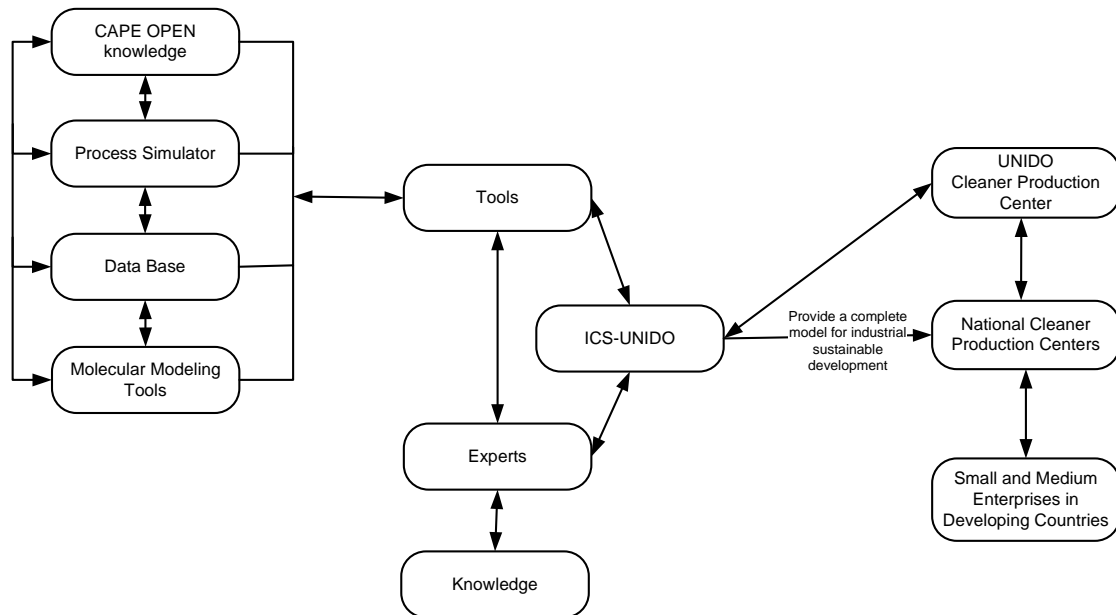 CAPE OPEN
knowledge
Process Simulator
Data Base
Molecular Modeling
Tools
Tools
Experts
Knowledge
ICS-UNIDO
Provide a complete
model for industrial
sustainable
development
UNIDO
Cleaner Production
Center
National Cleaner
Production Centers
Small and Medium
Enterprises in
Developing Countries